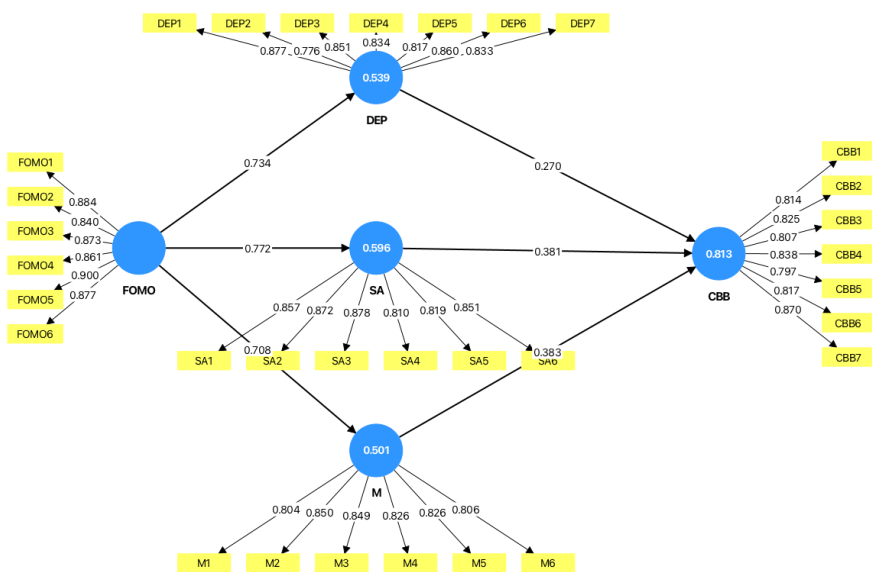 DEP1 DEP2 DEP3 DEP4 DEP5 DEP6 DEP7
0.877 0.776 0.851 0.834 0.817 0.860 0.833
0.539
DEP
0.734
0.270
FOMO1
FOMO2
FOMO3
FOMO4
FOMO5
FOMO6
0.884
0.840
0.873
0.861
0.900
0.877
FOMO
0.772
0.596
SA
0.381
0.857 0.872 0.878 0.810 0.819 0.851
SA1 SA2 SA3 SA4 SA5 SA6
0.708
0.383
0.813
CBB
0.814
0.825
0.807
0.838
0.797
0.817
0.870
CBB1
CBB2
CBB3
CBB4
CBB5
CBB6
CBB7
0.501
M
0.804 0.850 0.849 0.826 0.826 0.806
M1 M2 M3 M4 M5 M6